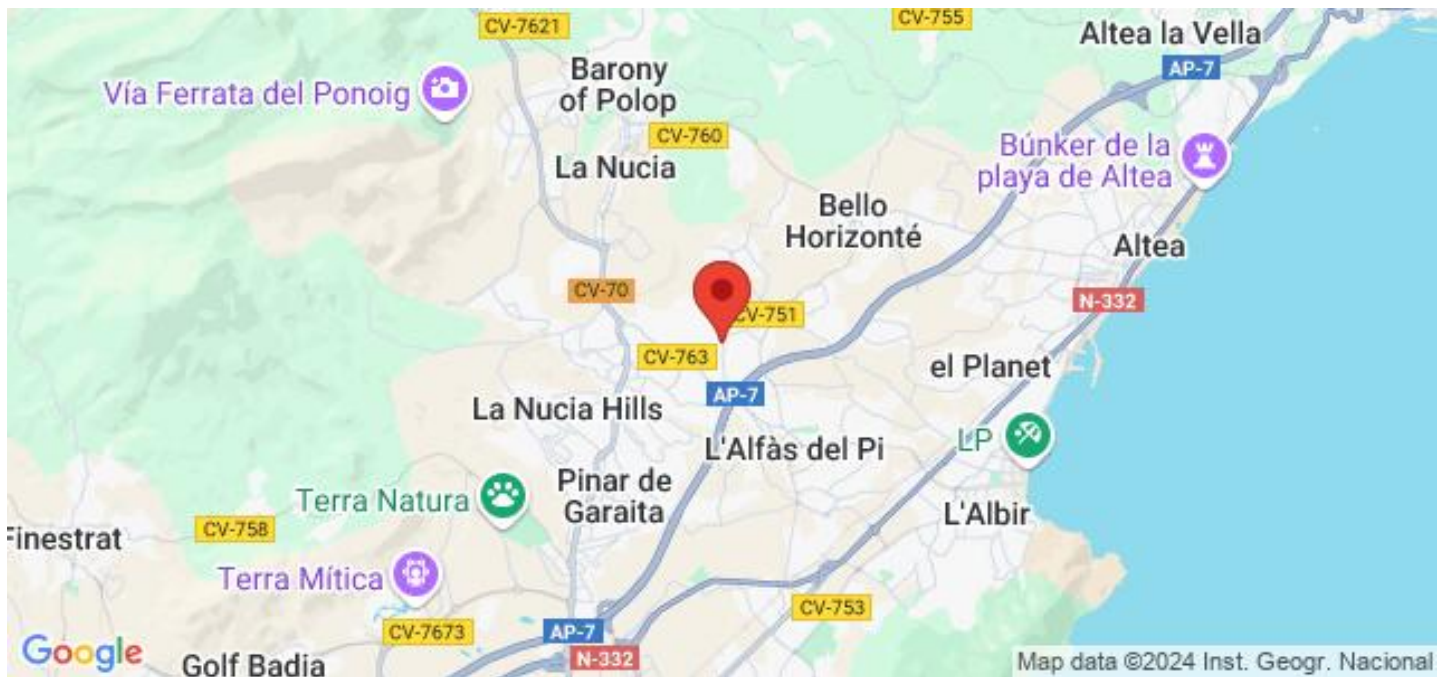 CV-7621
CV-755
Altea la Vella
AP-7
Vía Ferrata del Ponoig
Barony
of Polop
CV-760
La Nucia
Búnker de la
playa de Altea
Bello
Horizonté
Altea
CV-70
N-332
CV-751
CV-763
el Planet
AP-7
La Nucia Hills
L'Alfàs del Pi
LP
Terra Natura
Pinar de
Garaita
L'Albir
CV-758
Finestrat
Terra Mítica
CV-753
CV-7673
AP-7
Google
Golf Badia
N-332
Map data ©2024 Inst. Geogr. Nacional